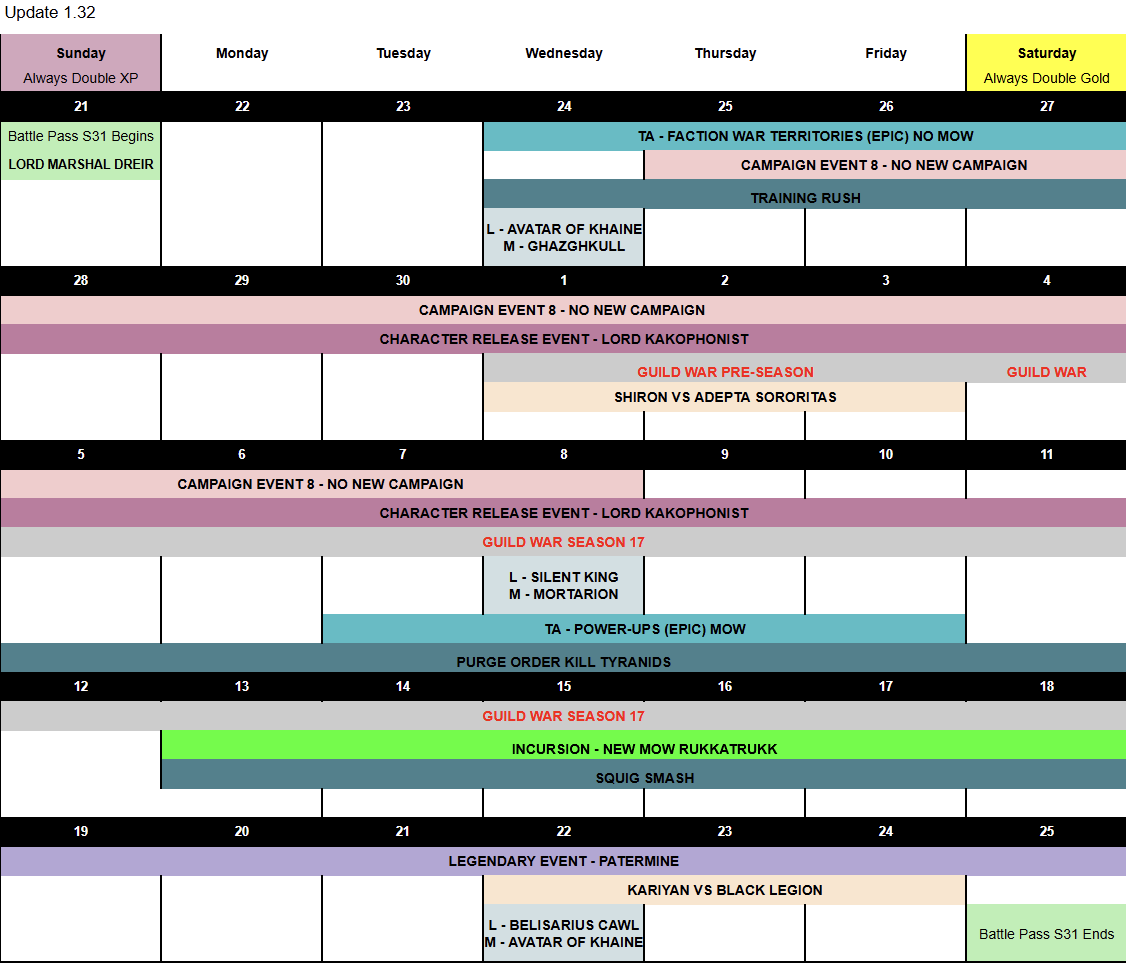 Update 1.32
Sunday Monday Tuesday Wednesday Thursday Friday Saturday
Always Double XP Always Double Gold
21 22 23 24 25 26 27
Battle Pass S31 Begins TA - FACTION WAR TERRITORIES (EPIC) NO MOW
LORD MARSHAL DREIR CAMPAIGN EVENT 8 - NO NEW CAMPAIGN
TRAINING RUSH
L - AVATAR OF KHAINE
M - GHAZGHKULL
28 29 30 1 2 3 4
CAMPAIGN EVENT 8 - NO NEW CAMPAIGN
CHARACTER RELEASE EVENT - LORD KAKOPHONIST
GUILD WAR PRE-SEASON GUILD WAR
SHIRON VS ADEPTA SORORITAS
5 6 7 8 9 10 11
CAMPAIGN EVENT 8 - NO NEW CAMPAIGN
CHARACTER RELEASE EVENT - LORD KAKOPHONIST
GUILD WAR SEASON 17
L - SILENT KING
M - MORTARION
TA - POWER-UPS (EPIC) MOW
PURGE ORDER KILL TYRANIDS
12 13 14 15 16 17 18
GUILD WAR SEASON 17
INCURSION - NEW MOW RUKKATRUKK
SQUIG SMASH
19 20 21 22 23 24 25
LEGENDARY EVENT - PATERMINE
KARIYAN VS BLACK LEGION
L - BELISARIUS CAWL
M - AVATAR OF KHAINE
Battle Pass S31 Ends